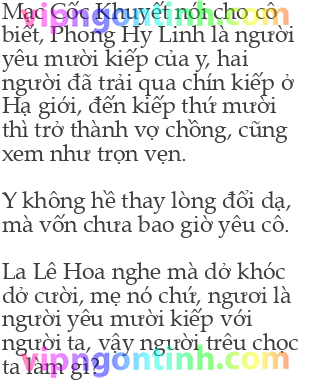 vipngontinh.com
Mạc Cốc Khuyết nói cho cô
biết, Phong Hy Linh là người
yêu mười kiếp của y, hai
người đã trải qua chín kiếp ở
Hạ giới, đến kiếp thứ mười
thì trở thành vợ chồng, cũng
xem như trọn vẹn.
Y không hề thay lòng đổi dạ,
mà vốn chưa bao giờ yêu cô.
La Lê Hoa nghe mà dở khóc
dở cười, mẹ nó chứ, ngươi là
người yêu mười kiếp với
người ta, vậy người trêu chọc
ta làm gì?
vipngontinh.com